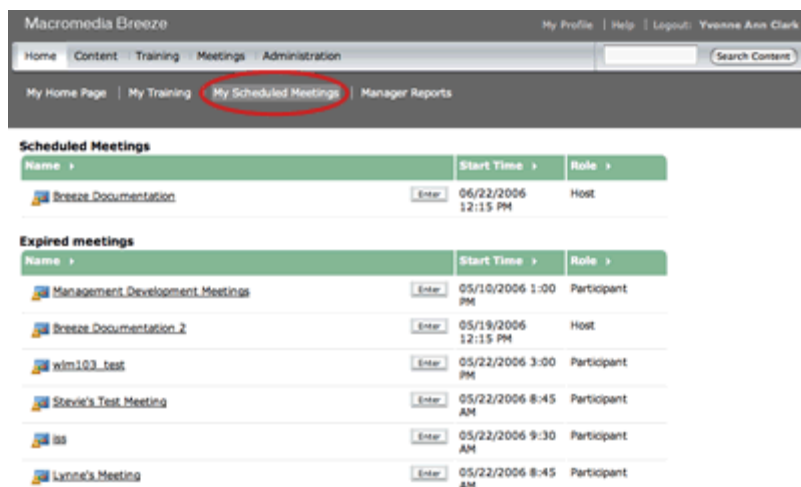 Macromedia Breeze
My Profile | Help | Logout: Yvonne Ann Clark
Home Content Training Meetings Administration Search Content
My Home Page | My Training | My Scheduled Meetings | Manager Reports
Scheduled Meetings
Name Start Time Role
Breeze Documentation Enter 06/22/2006 Host
12:15 PM
Expired meetings
Name Start Time Role
Management Development Meetings Enter 05/10/2006 1:00 Participant
PM
Breeze Documentation 2 Enter 05/19/2006 Host
12:15 PM
wlm103_test Enter 05/22/2006 3:00 Participant
PM
Stevie's Test Meeting Enter 05/22/2006 8:45 Participant
AM
iss Enter 05/22/2006 9:30 Participant
AM
Lynne's Meeting Enter 05/22/2006 8:45 Participant
AM